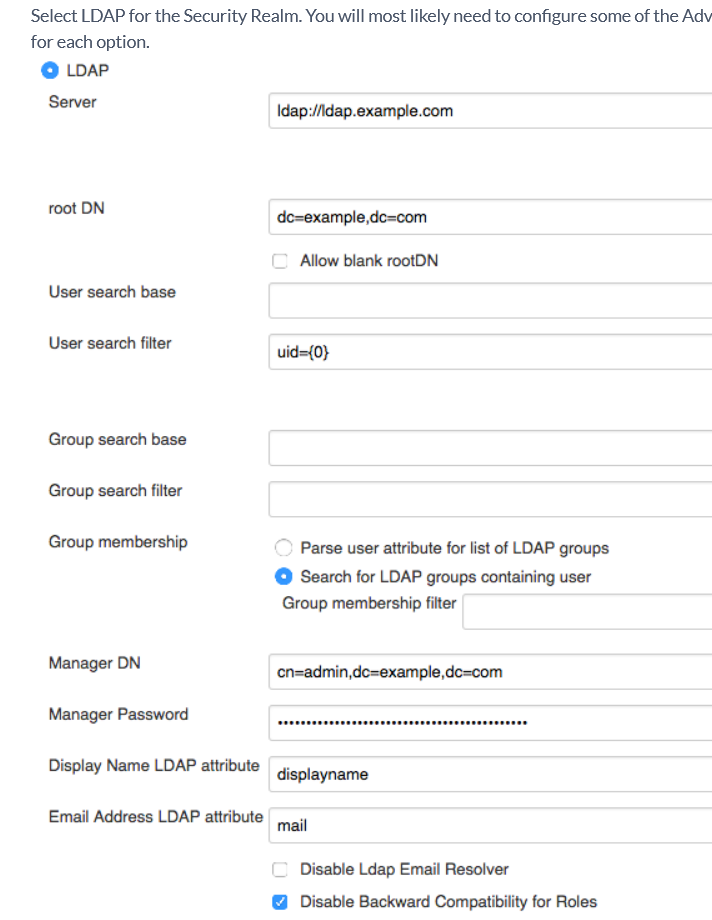 Select LDAP for the Security Realm. You will most likely need to configure some of the Adv
for each option.
LDAP
Server
ldap://ldap.example.com
root DN
dc=example,dc=com
Allow blank rootDN
User search base
User search filter
uid={0}
Group search base
Group search filter
Group membership
Parse user attribute for list of LDAP groups
Search for LDAP groups containing user
Group membership filter
Manager DN
cn=admin,dc=example,dc=com
Manager Password
Display Name LDAP attribute
displayname
Email Address LDAP attribute
mail
Disable Ldap Email Resolver
Disable Backward Compatibility for Roles